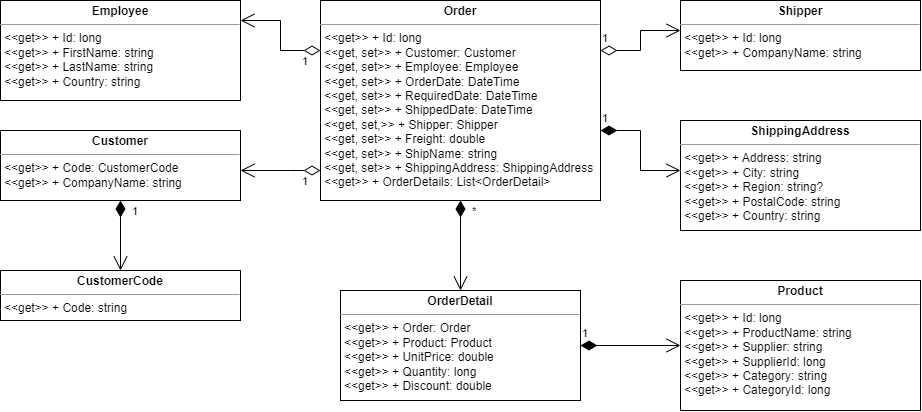 Employee
<<get>> + Id: long
<<get>> + FirstName: string
<<get>> + LastName: string
<<get>> + Country: string
Order
<<get>> + Id: long
<<get, set>> + Customer: Customer
<<get, set>> + Employee: Employee
<<get, set>> + OrderDate: DateTime
<<get, set>> + RequiredDate: DateTime
<<get, set>> + ShippedDate: DateTime
<<get, set,>> + Shipper: Shipper
<<get, set>> + Freight: double
<<get, set>> + ShipName: string
<<get, set>> + ShippingAddress: ShippingAddress
<<get>> + OrderDetails: List<OrderDetail>
Shipper
<<get>> + Id: long
<<get>> + CompanyName: string
1
1
1
1
Customer
<<get>> + Code: CustomerCode
<<get>> + CompanyName: string
1
*
ShippingAddress
<<get>> + Address: string
<<get>> + City: string
<<get>> + Region: string?
<<get>> + PostalCode: string
<<get>> + Country: string
CustomerCode
<<get>> + Code: string
OrderDetail
<<get>> + Order: Order
<<get>> + Product: Product
<<get>> + UnitPrice: double
<<get>> + Quantity: long
<<get>> + Discount: double
1
Product
<<get>> + Id: long
<<get>> + ProductName: string
<<get>> + Supplier: string
<<get>> + SupplierId: long
<<get>> + Category: string
<<get>> + CategoryId: long